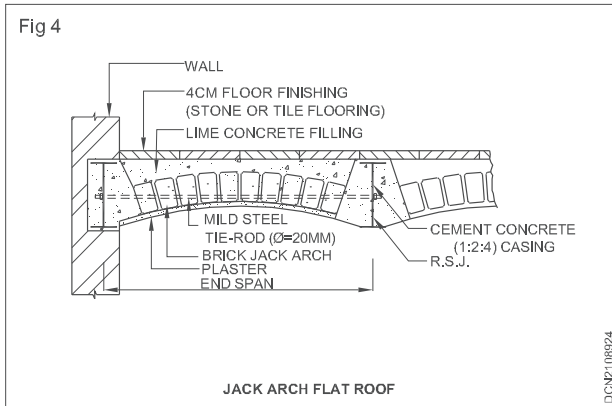 Fig 4
WALL
4CM FLOOR FINISHING
(STONE OR TILE FLOORING)
LIME CONCRETE FILLING
MILD STEEL
TIE-ROD (Ø=20MM)
BRICK JACK ARCH
PLASTER
END SPAN
CEMENT CONCRETE
(1:2:4) CASING
R.S.J.
JACK ARCH FLAT ROOF
DCN2108924